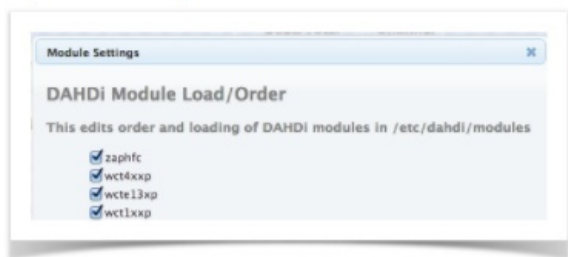 Module Settings
DAHDi Module Load/Order
This edits order and loading of DAHDi modules in /etc/dahdi/modules
zaphfc
wct4xxp
wcte13xp
wct1xxp